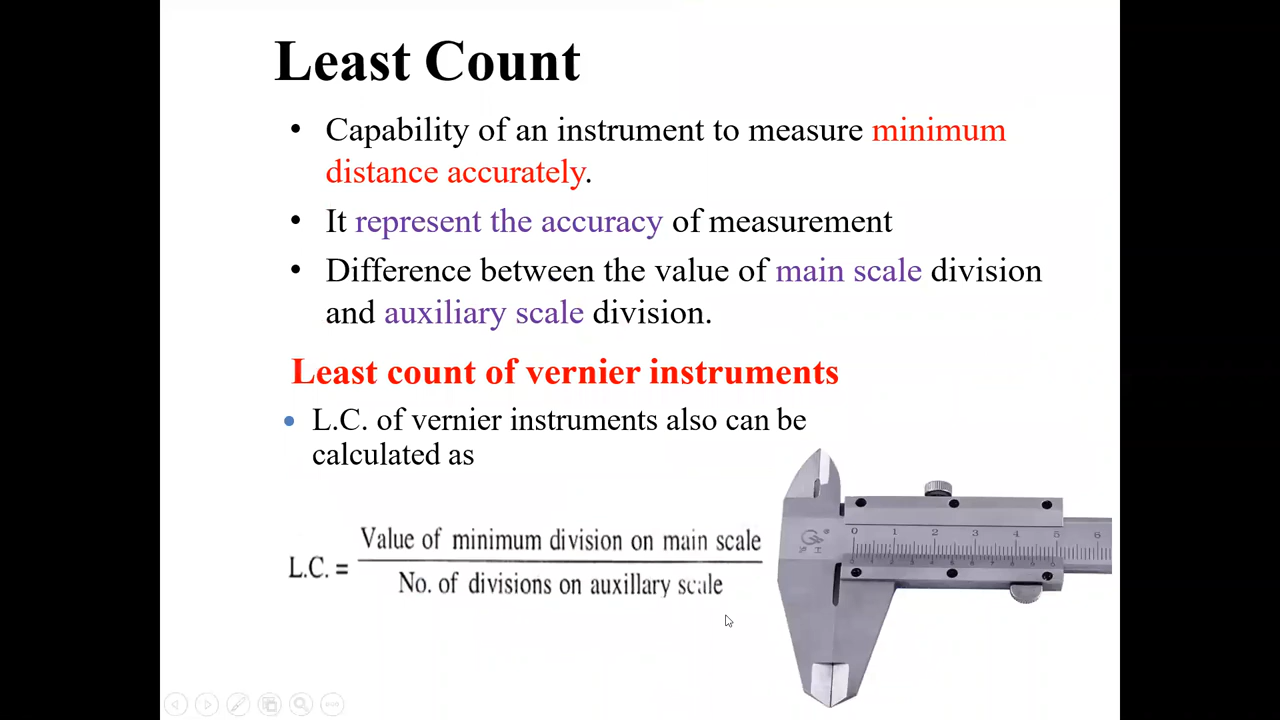 Least Count
• Capability of an instrument to measure minimum
distance accurately.
• It represent the accuracy of measurement
• Difference between the value of main scale division
and auxiliary scale division.
Least count of vernier instruments
• L.C. of vernier instruments also can be
calculated as
L.C. =
Value of minimum division on main scale
No. of divisions on auxillary scale
0 1 2 3 4 5 6